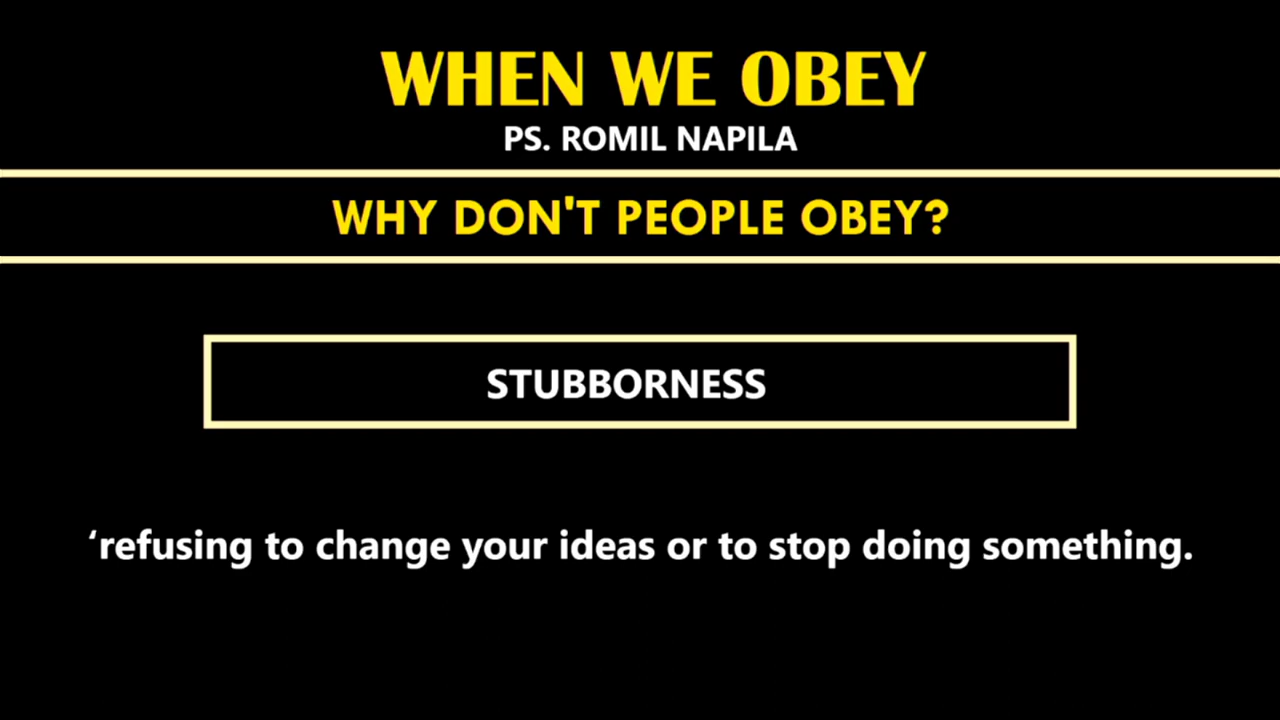 WHEN WE OBEY
PS. ROMIL NAPILA
WHY DON'T PEOPLE OBEY?
STUBBORNESS
‘refusing to change your ideas or to stop doing something.